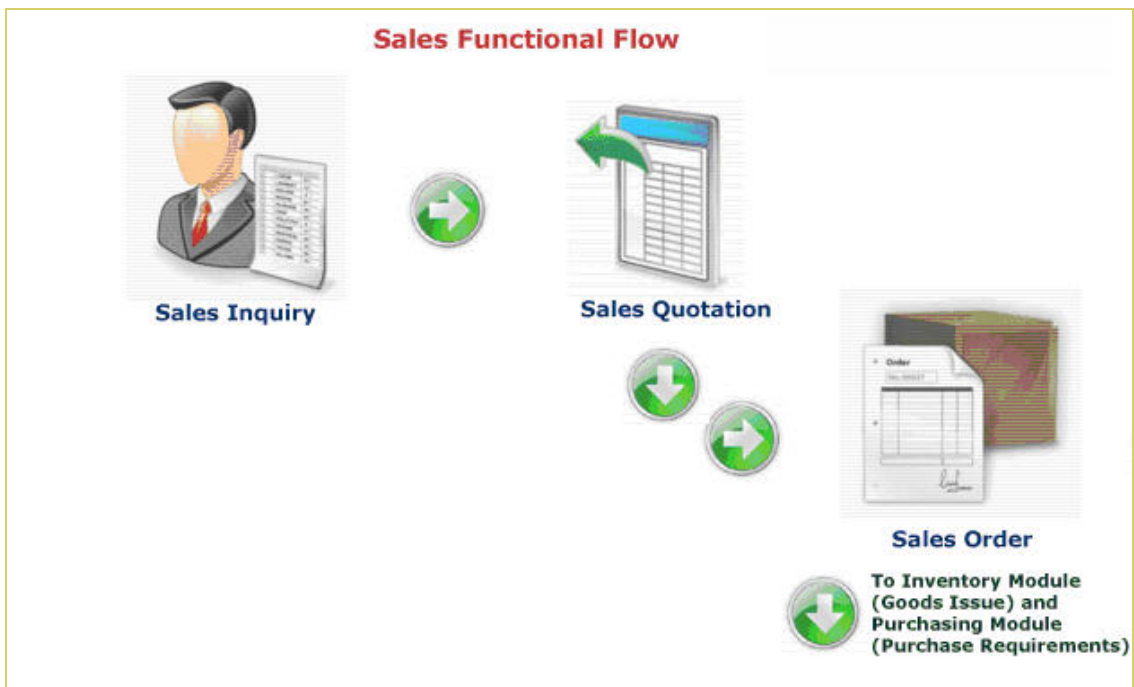 Sales Functional Flow
Sales Inquiry
Sales Quotation
Order
Sales Order
To Inventory Module
(Goods Issue) and
Purchasing Module
(Purchase Requirements)